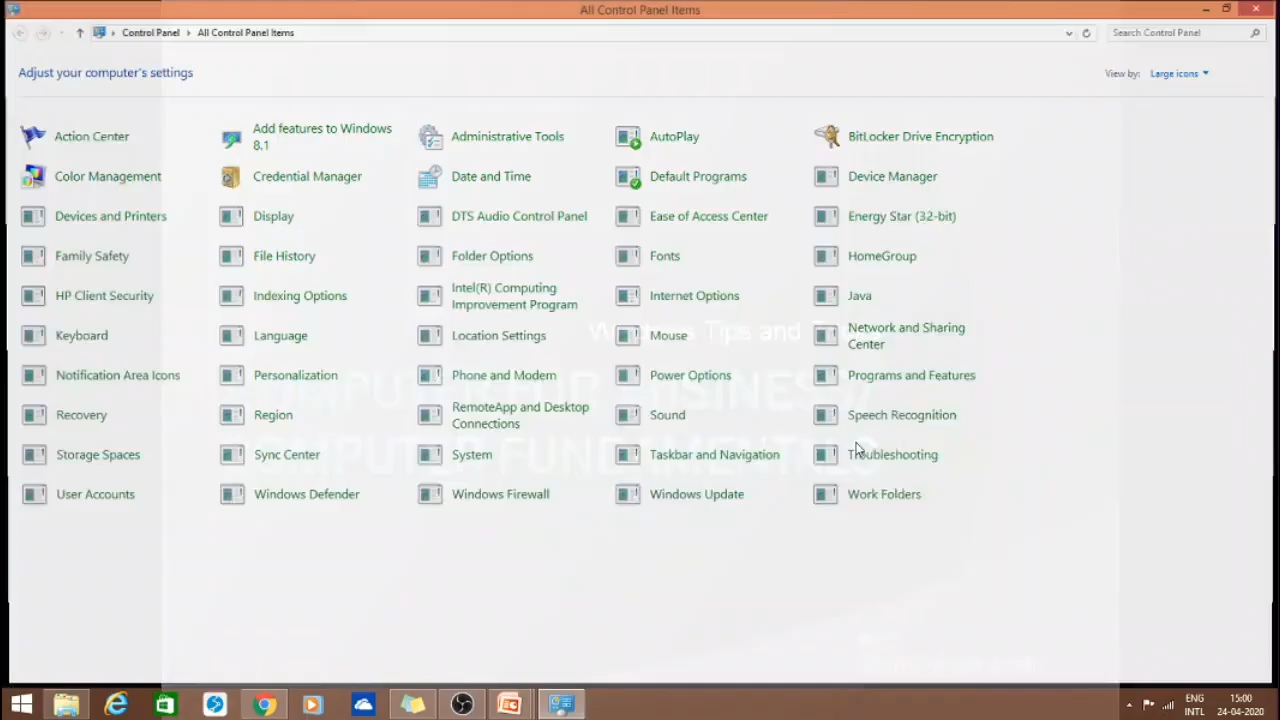 All Control Panel Items
Control Panel
All Control Panel Items
Search Control Panel
Adjust your computer's settings
View by:
Large icons
Action Center
Add features to Windows
8.1
Administrative Tools
AutoPlay
BitLocker Drive Encryption
Color Management
Credential Manager
Date and Time
Default Programs
Device Manager
Devices and Printers
Display
DTS Audio Control Panel
Ease of Access Center
Energy Star (32-bit)
Family Safety
File History
Folder Options
Fonts
HomeGroup
HP Client Security
Indexing Options
Intel(R) Computing
Improvement Program
Internet Options
Java
Keyboard
Language
Location Settings
Mouse
Network and Sharing
Center
Tips and
Notification Area Icons
Personalization
Phone and Modem
Power Options
Programs and Features
Recovery
Region
RemoteApp and Desktop
Connections
Sound
Speech Recognition
Storage Spaces
Sync Center
System
Taskbar and Navigation
Troubleshooting
FUNDAMENTALS
User Accounts
Windows Defender
Windows Firewall
Windows Update
Work Folders
ENG
INTL
15:00
24-04-2020